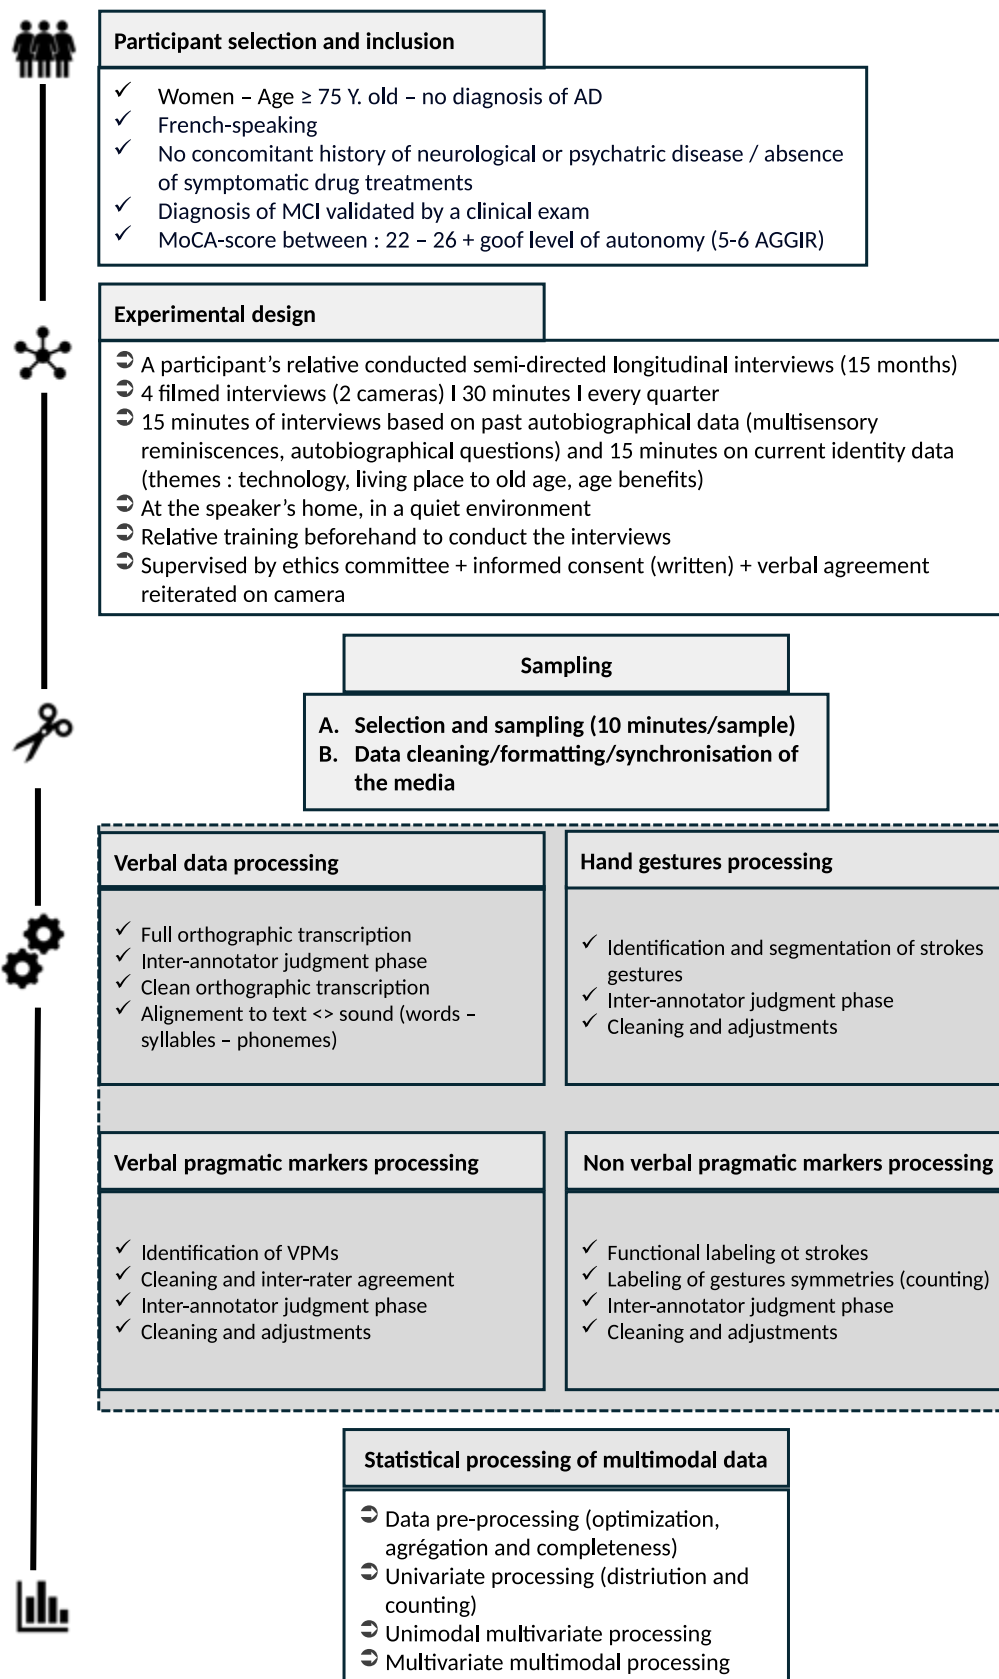 Participant selection and inclusion
✓ Women – Age ≥ 75 Y. old – no diagnosis of AD
✓ French-speaking
✓ No concomitant history of neurological or psychatric disease / absence
of symptomatic drug treatments
✓ Diagnosis of MCI validated by a clinical exam
✓ MoCA-score between : 22 – 26 + goof level of autonomy (5-6 AGGIR)
Experimental design
➲ A participant's relative conducted semi-directed longitudinal interviews (15 months)
➲ 4 filmed interviews (2 cameras) I 30 minutes I every quarter
➲ 15 minutes of interviews based on past autobiographical data (multisensory
reminiscences, autobiographical questions) and 15 minutes on current identity data
(themes : technology, living place to old age, age benefits)
➲ At the speaker's home, in a quiet environment
➲ Relative training beforehand to conduct the interviews
➲ Supervised by ethics committee + informed consent (written) + verbal agreement
reiterated on camera
Sampling
A. Selection and sampling (10 minutes/sample)
B. Data cleaning/formatting/synchronisation of
the media
Verbal data processing
✓ Full orthographic transcription
✓ Inter-annotator judgment phase
✓ Clean orthographic transcription
✓ Alignement to text <> sound (words –
syllables – phonemes)
Hand gestures processing
✓ Identification and segmentation of strokes
gestures
✓ Inter-annotator judgment phase
✓ Cleaning and adjustments
Verbal pragmatic markers processing
✓ Identification of VPMs
✓ Cleaning and inter-rater agreement
✓ Inter-annotator judgment phase
✓ Cleaning and adjustments
Non verbal pragmatic markers processing
✓ Functional labeling ot strokes
✓ Labeling of gestures symmetries (counting)
✓ Inter-annotator judgment phase
✓ Cleaning and adjustments
Statistical processing of multimodal data
➲ Data pre-processing (optimization,
agrégation and completeness)
➲ Univariate processing (distriution and
counting)
➲ Unimodal multivariate processing
➲ Multivariate multimodal processing